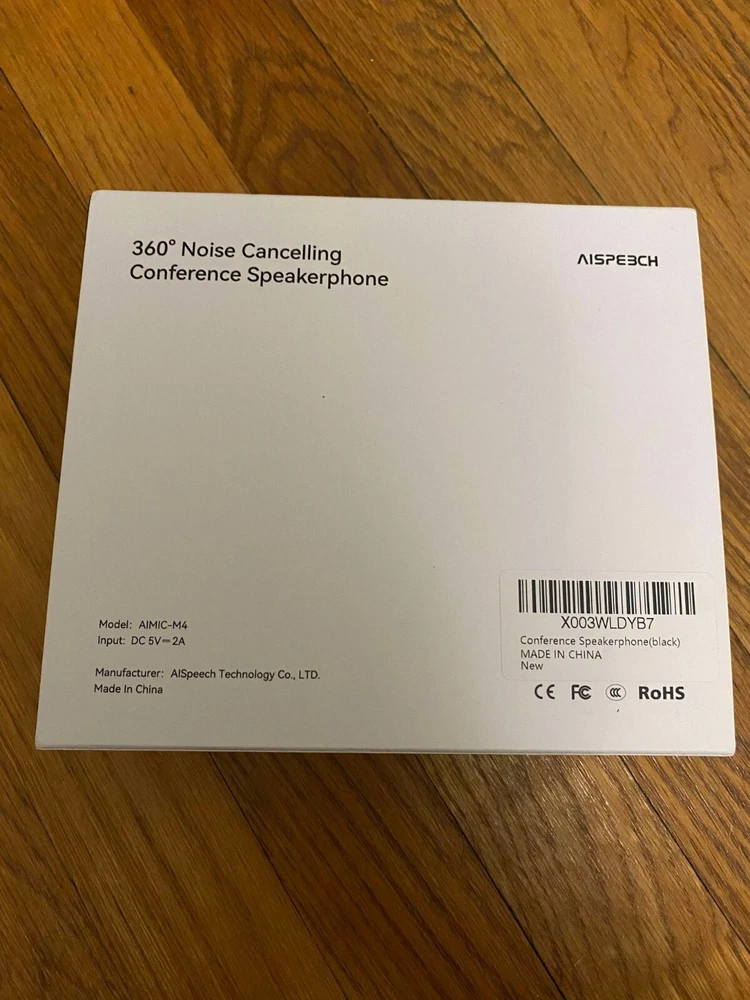 360° Noise Cancelling
Conference Speakerphone
AISPEECH
Model: AIMIC-M4
Input: DC 5V⎓2A
Manufacturer: AISpeech Technology Co., LTD.
Made In China
X003WLDYB7
Conference Speakerphone(black)
MADE IN CHINA
New
CE FC CCC RoHS